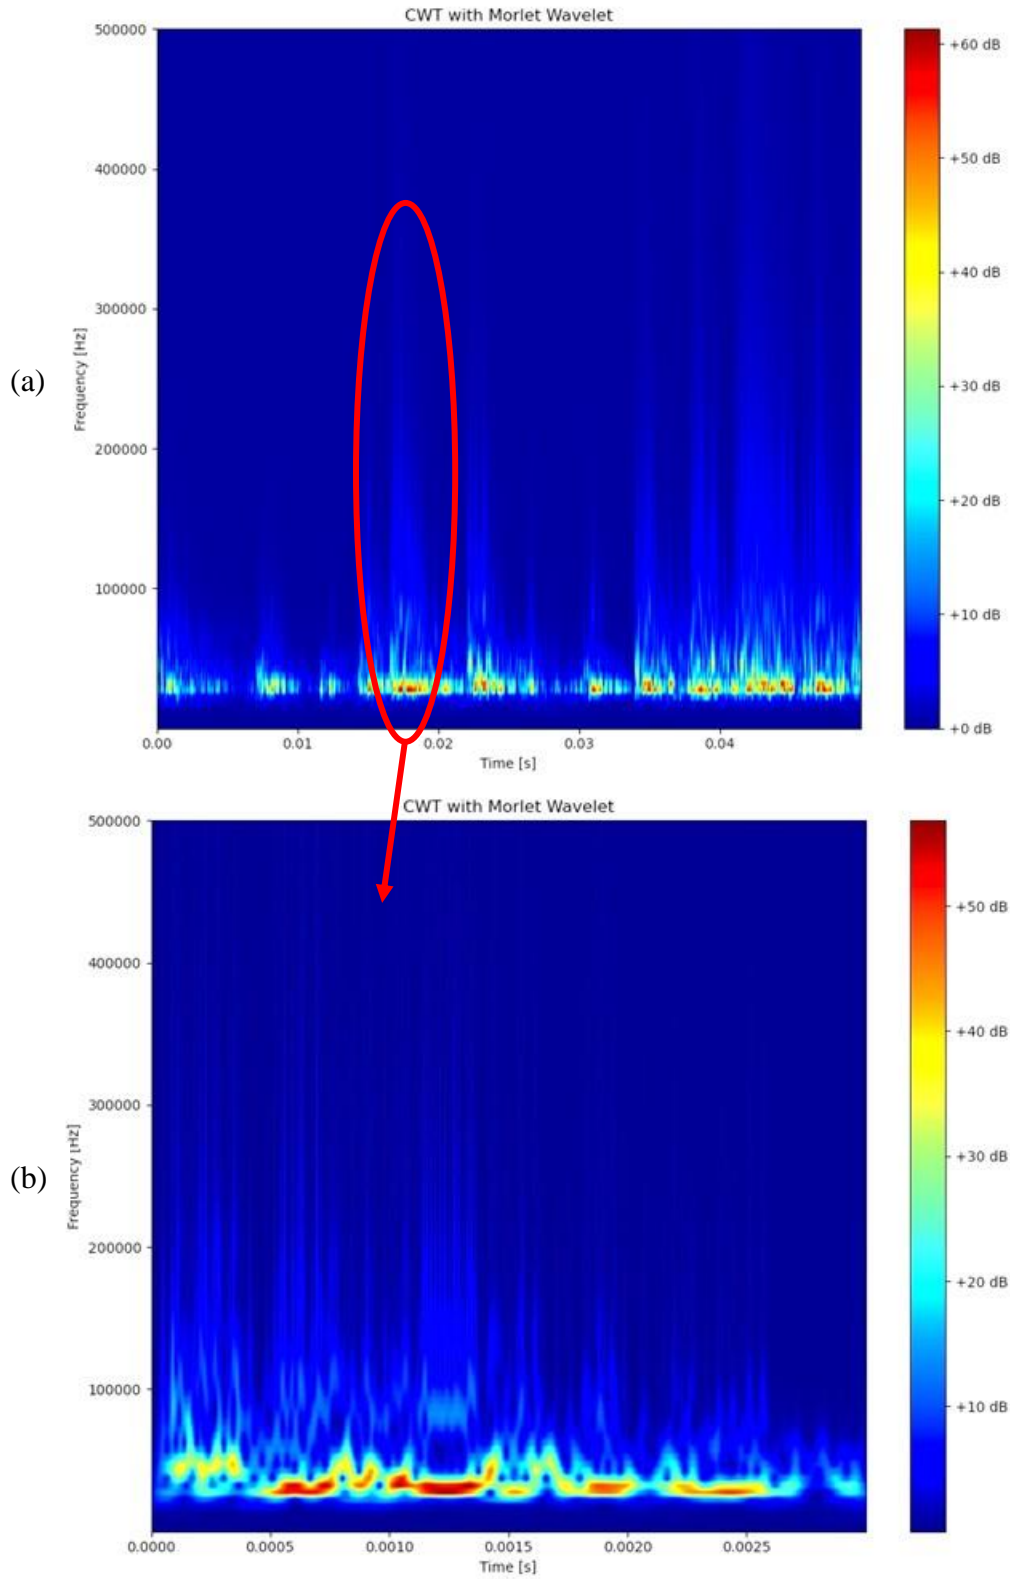 CWT with Morlet Wavelet
500000
400000
300000
200000
100000
Frequency [Hz]
(a)
0.00 0.01 0.02 0.03 0.04
Time [s]
+60 dB
+50 dB
+40 dB
+30 dB
+20 dB
+10 dB
+0 dB
CWT with Morlet Wavelet
500000
400000
300000
200000
100000
Frequency [Hz]
(b)
0.0000 0.0005 0.0010 0.0015 0.0020 0.0025
Time [s]
+50 dB
+40 dB
+30 dB
+20 dB
+10 dB